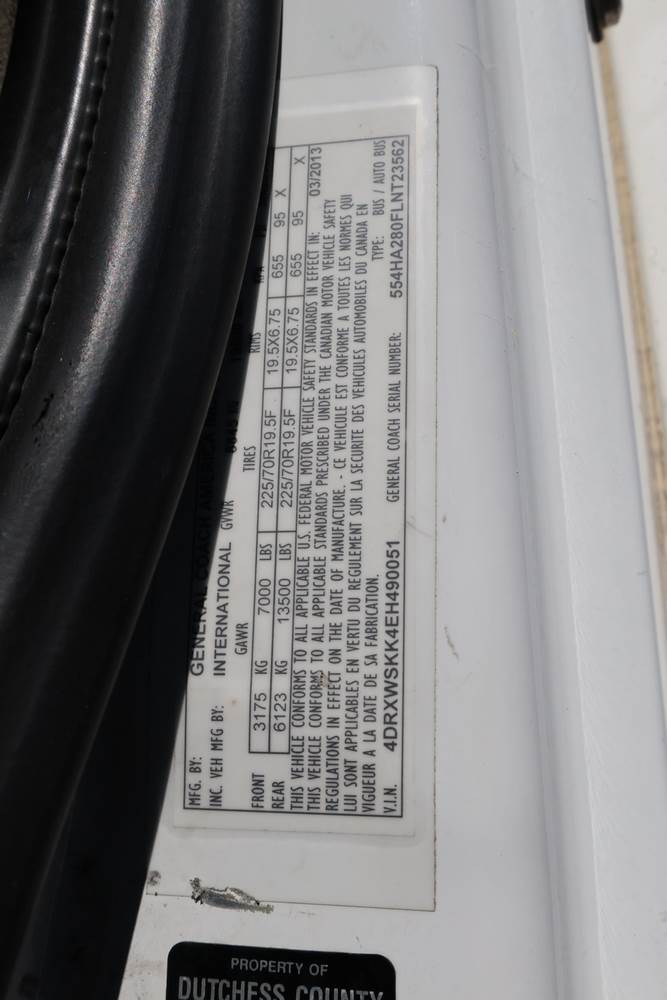 MFG. BY: GENERAL COACH AMERICA
INC. VEH MFG BY: INTERNATIONAL GVWR
GAWR TIRES RIMS
FRONT 3175 KG 7000 LBS 225/70R19.5F 19.5X6.75 655 95 X
REAR 6123 KG 13500 LBS 225/70R19.5F 19.5X6.75 655 95 X
THIS VEHICLE CONFORMS TO ALL APPLICABLE U.S. FEDERAL MOTOR VEHICLE SAFETY STANDARDS IN EFFECT IN: 03/2013
THIS VEHICLE CONFORMS TO ALL APPLICABLE STANDARDS PRESCRIBED UNDER THE CANADIAN MOTOR VEHICLE SAFETY
REGULATIONS IN EFFECT ON THE DATE OF MANUFACTURE. - CE VEHICULE EST CONFORME A TOUTES LES NORMES QUI
LUI SONT APPLICABLES EN VERTU DU REGULEMENT SUR LA SECURITE DES VEHICULES AUTOMOBILES DU CANADA EN
VIGUEUR A LA DATE DE SA FABRICATION. TYPE: BUS / AUTO BUS
V.I.N. 4DRXWSKK4EH490051 GENERAL COACH SERIAL NUMBER: 554HA280FLNT23562
PROPERTY OF
DUTCHESS COUNTY